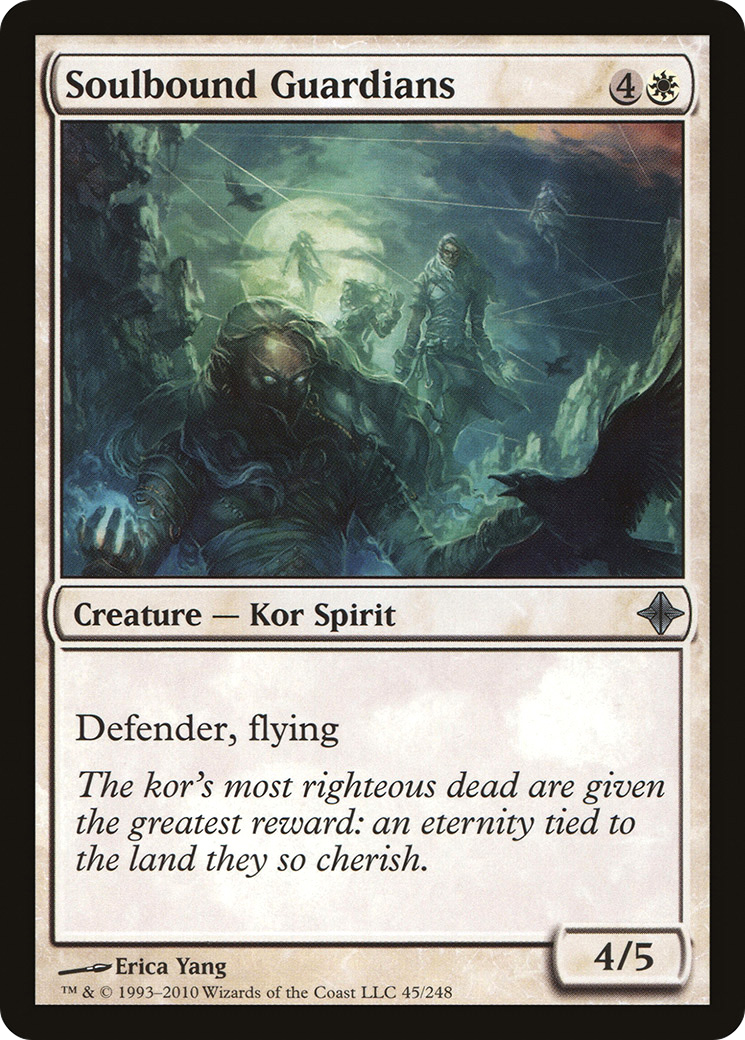 Soulbound Guardians 4
Creature — Kor Spirit
Defender, flying
The kor's most righteous dead are given
the greatest reward: an eternity tied to
the land they so cherish.
4/5
Erica Yang
™ & © 1993–2010 Wizards of the Coast LLC 45/248